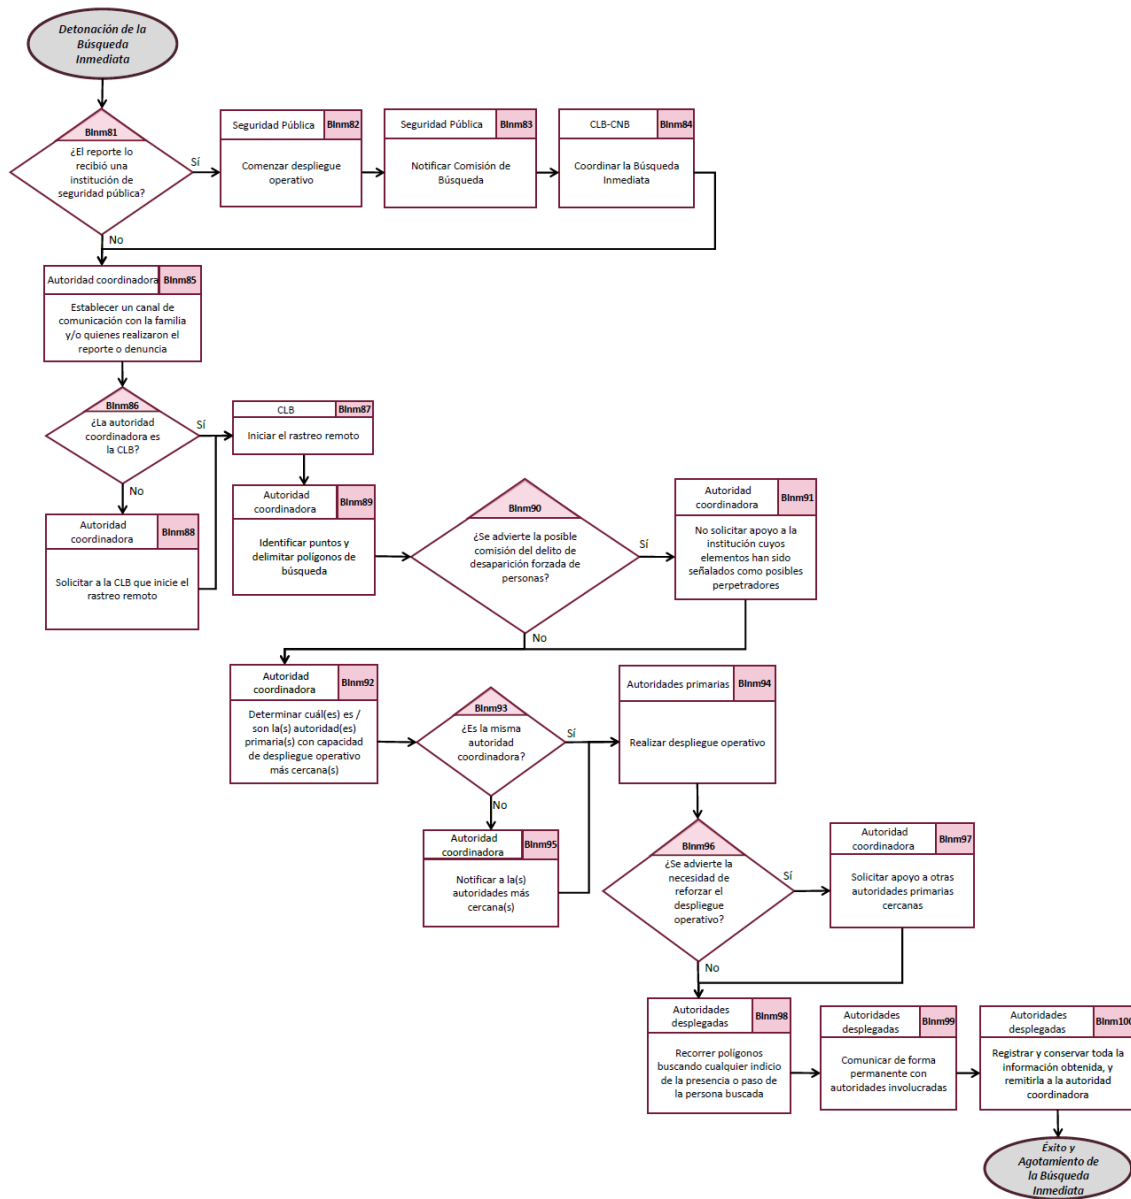 Detonación de la
Búsqueda
Inmediata
BInm81
¿El reporte lo
recibió una
institución de
seguridad pública?
Sí
No
Seguridad Pública
BInm82
Comenzar despliegue
operativo
Seguridad Pública
BInm83
Notificar Comisión de
Búsqueda
CLB-CNB
BInm84
Coordinar la Búsqueda
Inmediata
Autoridad coordinadora
BInm85
Establecer un canal de
comunicación con la familia
y/o quienes realizaron el
reporte o denuncia
BInm86
¿La autoridad
coordinadora es
la CLB?
Sí
No
CLB
BInm87
Iniciar el rastreo remoto
Autoridad
coordinadora
BInm88
Solicitar a la CLB que inicie el
rastreo remoto
Autoridad
coordinadora
BInm89
Identificar puntos y
delimitar polígonos de
búsqueda
BInm90
¿Se advierte la posible
comisión del delito de
desaparición forzada de
personas?
Sí
No
Autoridad
coordinadora
BInm91
No solicitar apoyo a la
institución cuyos
elementos han sido
señalados como posibles
perpetradores
Autoridad
coordinadora
BInm92
Determinar cuál(es) es /
son la(s) autoridad(es)
primaria(s) con capacidad
de despliegue operativo
más cercana(s)
BInm93
¿Es la misma
autoridad
coordinadora?
Sí
No
Autoridades primarias
BInm94
Realizar despliegue operativo
Autoridad
coordinadora
BInm95
Notificar a la(s)
autoridades más
cercana(s)
BInm96
¿Se advierte la
necesidad de
reforzar el
despliegue
operativo?
Sí
No
Autoridad
coordinadora
BInm97
Solicitar apoyo a otras
autoridades primarias
cercanas
Autoridades
desplegadas
BInm98
Recorrer polígonos
buscando cualquier indicio
de la presencia o paso de
la persona buscada
Autoridades
desplegadas
BInm99
Comunicar de forma
permanente con
autoridades involucradas
Autoridades
desplegadas
BInm100
Registrar y conservar toda la
información obtenida, y
remitirla a la autoridad
coordinadora
Éxito y
Agotamiento de
la Búsqueda
Inmediata